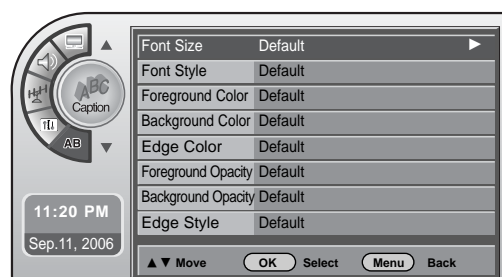 ABC
Caption
AB
11:20 PM
Sep.11, 2006
Font Size Default
Font Style Default
Foreground Color Default
Background Color Default
Edge Color Default
Foreground Opacity Default
Background Opacity Default
Edge Style Default
▲▼ Move OK Select Menu Back